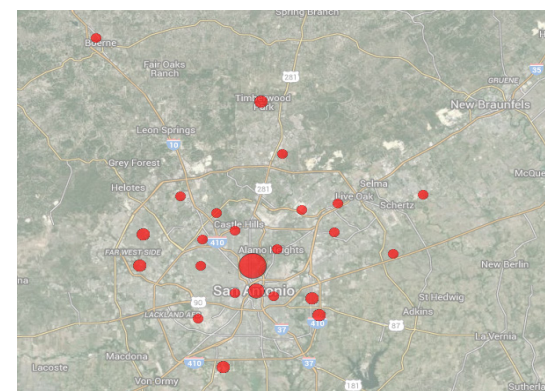 Spring Branch
Boerne
Fair Oaks
Ranch
281
35
GRUENE
Timberwood
Park
New Braunfels
Leon Springs
10
Grey Forest
McQue
Helotes
281
Selma
Live Oak
Schertz
Castle Hills
410
FAR WEST SIDE
Alamo Heights
New Berlin
San Antonio
90
St Hedwig
LACKLAND AFB
Adkins
37
410
87
La Vernia
Macdona
410
37
Lacoste
Von Ormy
181
Sutherla